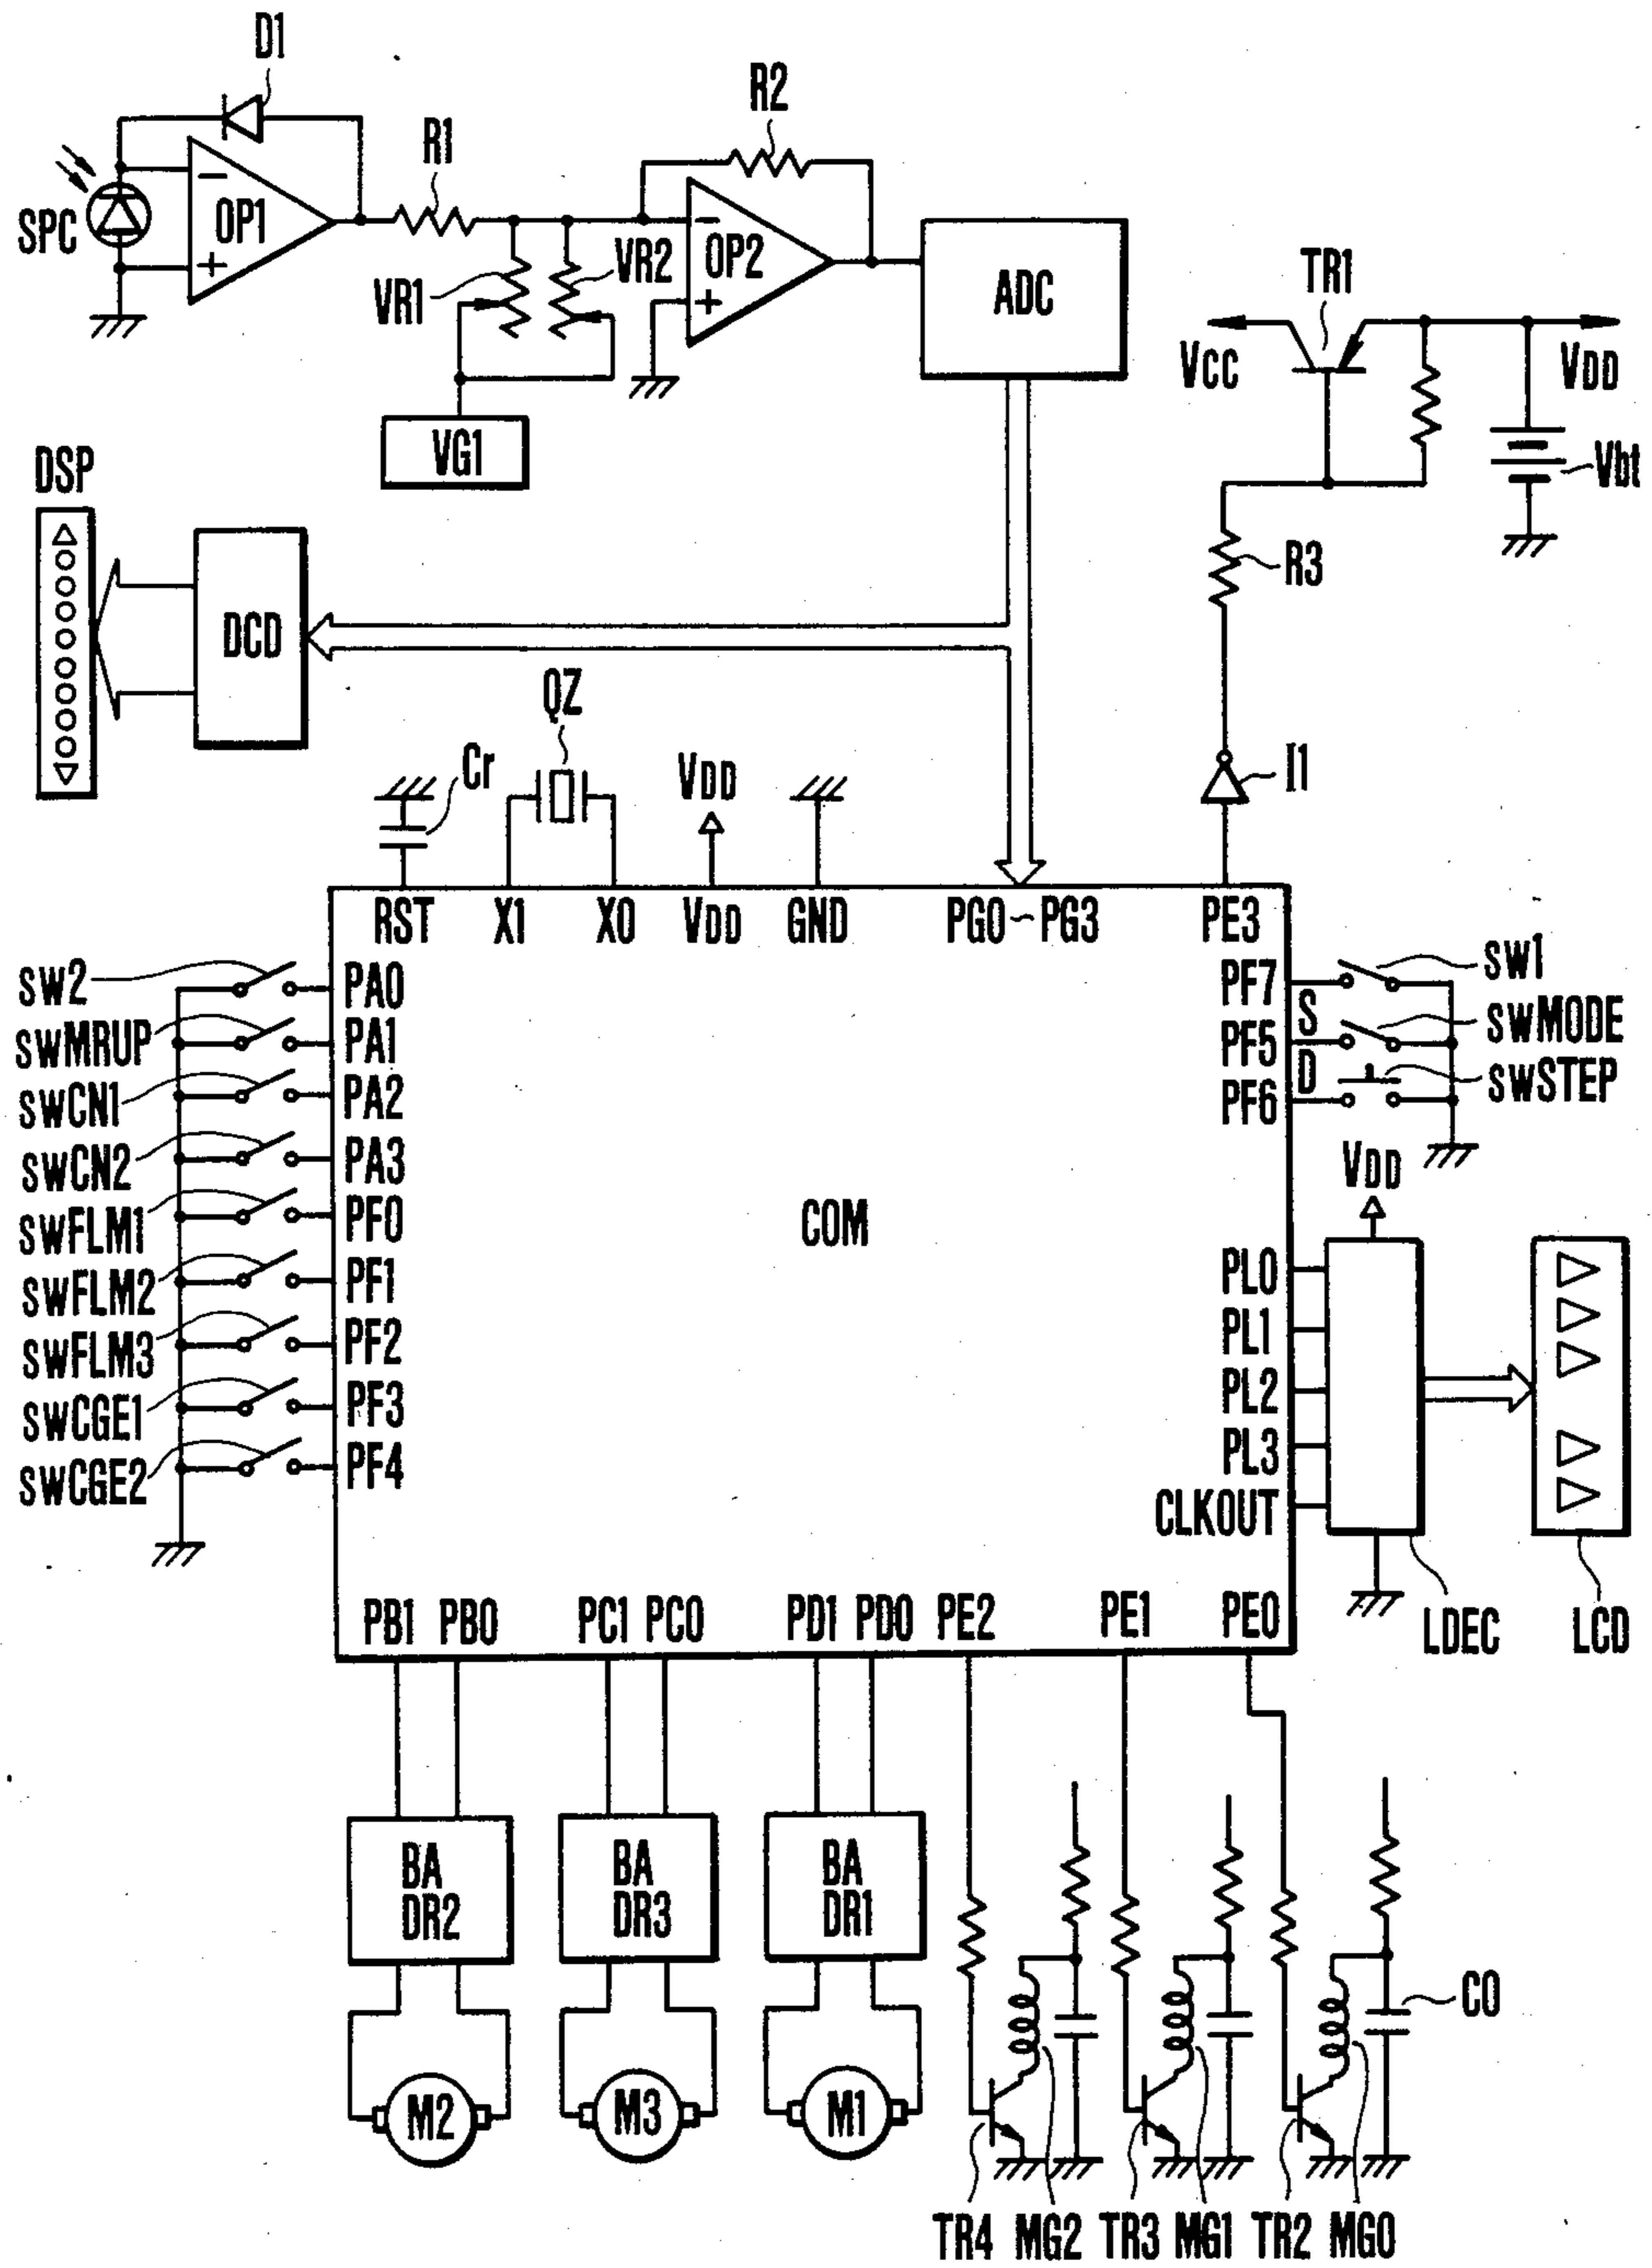 D1
R1
R2
SPC
−
OP1
+
VR1
VR2
−
OP2
+
ADC
TR1
VCC
VDD
VG1
Vbt
DSP
DCD
R3
QZ
Cr
VDD
I1
RST X1 X0 VDD GND PG0~PG3 PE3
SW2
PA0
SWMRUP
PA1
SWCN1
PA2
SWCN2
PA3
SWFLM1
PF0
SWFLM2
PF1
SWFLM3
PF2
SWCGE1
PF3
SWCGE2
PF4
COM
PF7
SW1
S
PF5
SWMODE
D
PF6
SWSTEP
VDD
PL0
PL1
PL2
PL3
CLKOUT
LDEC
LCD
PB1 PB0 PC1 PC0 PD1 PD0 PE2 PE1 PE0
BA
DR2
BA
DR3
BA
DR1
C0
M2
M3
M1
TR4 MG2 TR3 MG1 TR2 MG0